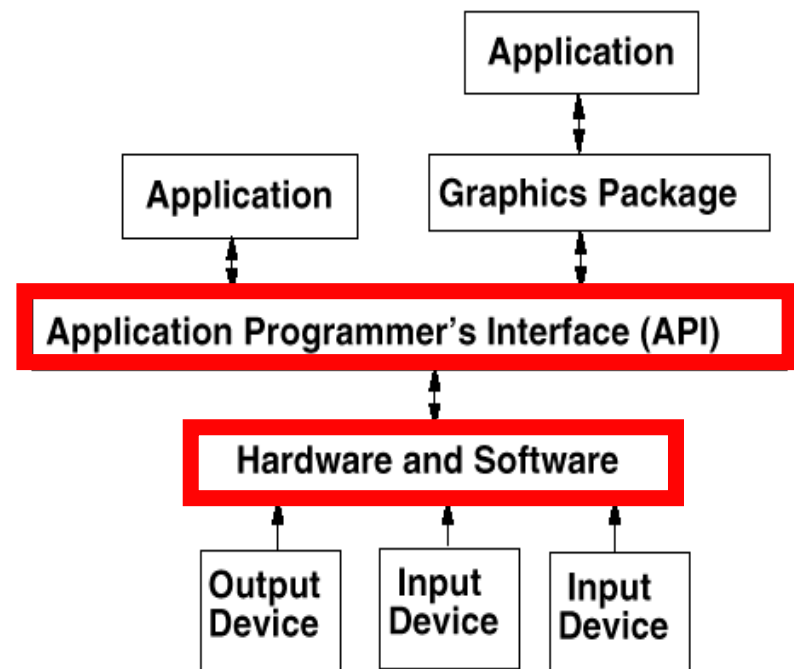 Application
Application
Graphics Package
Application Programmer's Interface (API)
Hardware and Software
Output
Device
Input
Device
Input
Device